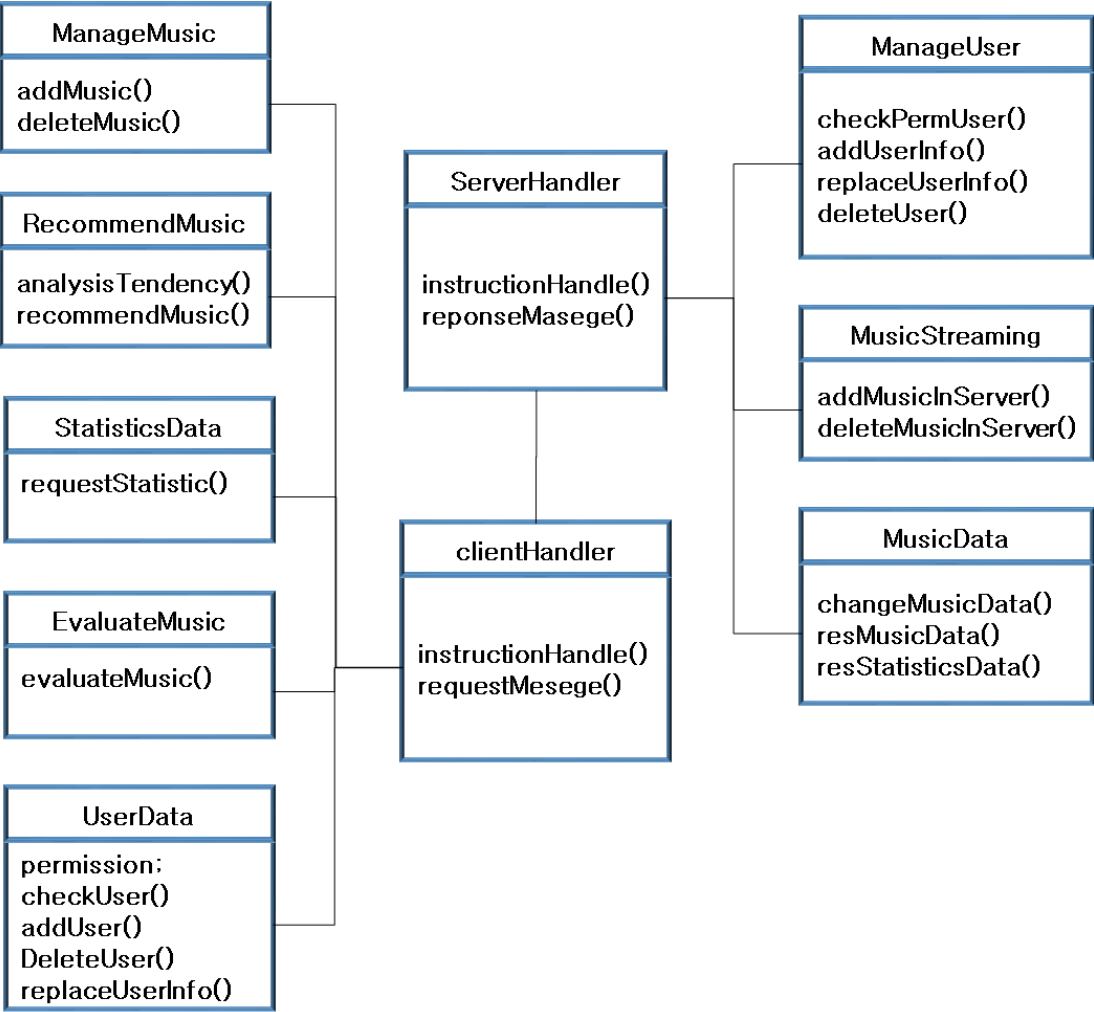 ManageMusic
addMusic()
deleteMusic()
RecommendMusic
analysisTendency()
recommendMusic()
StatisticsData
requestStatistic()
EvaluateMusic
evaluateMusic()
UserData
permission;
checkUser()
addUser()
DeleteUser()
replaceUserInfo()
ServerHandler
instructionHandle()
reponseMasege()
clientHandler
instructionHandle()
requestMesege()
ManageUser
checkPermUser()
addUserInfo()
replaceUserInfo()
deleteUser()
MusicStreaming
addMusicInServer()
deleteMusicInServer()
MusicData
changeMusicData()
resMusicData()
resStatisticsData()